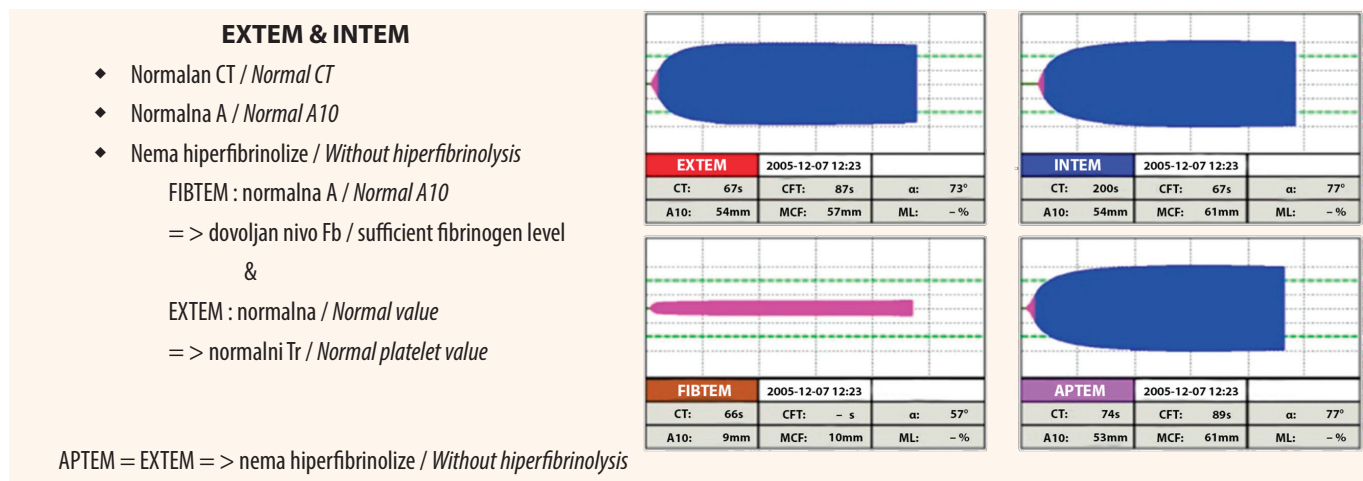 EXTEM & INTEM
◆ Normalan CT / Normal CT
◆ Normalna A / Normal A10
◆ Nema hiperfibrinolize / Without hiperfibrinolysis
FIBTEM : normalna A / Normal A10
= > dovoljan nivo Fb / sufficient fibrinogen level
&
EXTEM : normalna / Normal value
= > normalni Tr / Normal platelet value
APTEM = EXTEM = > nema hiperfibrinolize / Without hiperfibrinolysis
EXTEM 2005-12-07 12:23
CT: 67s CFT: 87s α: 73°
A10: 54mm MCF: 57mm ML: – %
INTEM 2005-12-07 12:23
CT: 200s CFT: 67s α: 77°
A10: 54mm MCF: 61mm ML: – %
FIBTEM 2005-12-07 12:23
CT: 66s CFT: – s α: 57°
A10: 9mm MCF: 10mm ML: – %
APTEM 2005-12-07 12:23
CT: 74s CFT: 89s α: 77°
A10: 53mm MCF: 61mm ML: – %